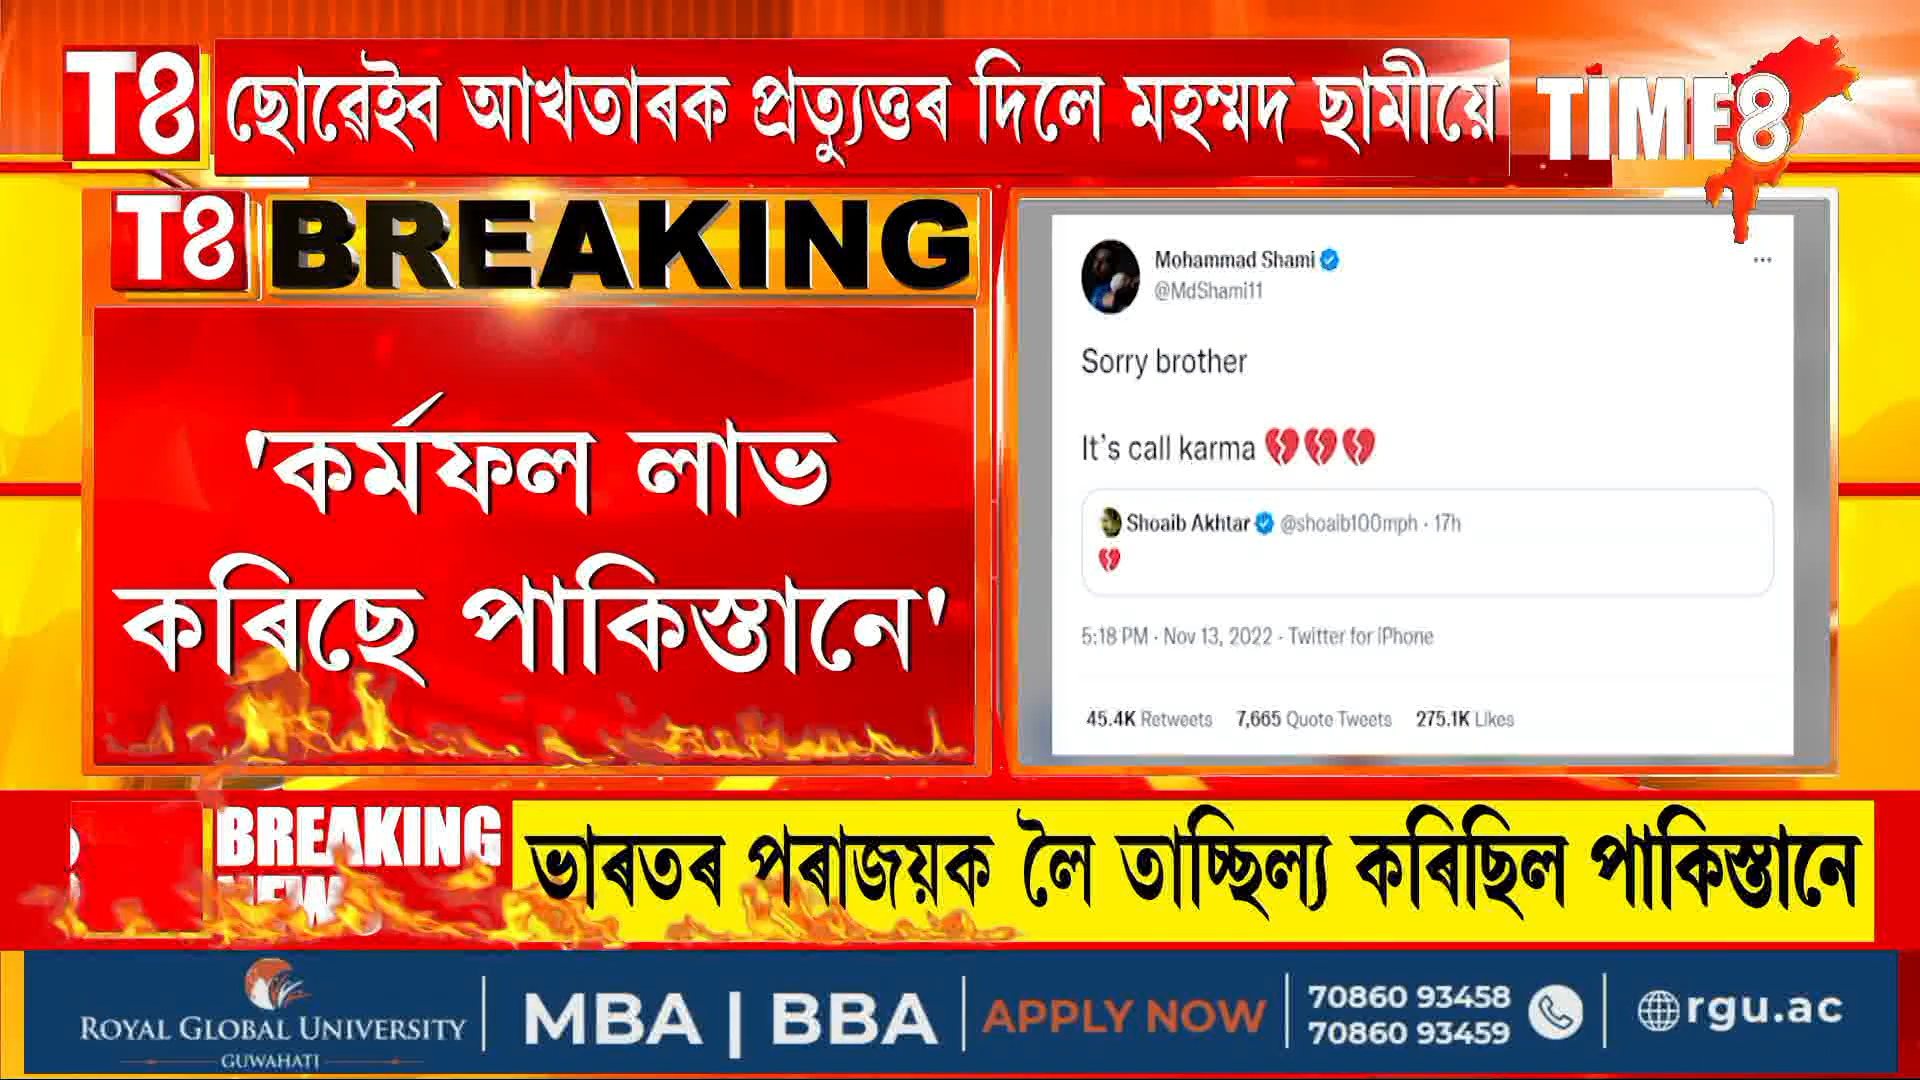 T8 ছোৱেইব আখতাৰক প্ৰত্যুত্তৰ দিলে মহম্মদ ছামীয়ে
TIME8
T8 BREAKING
'কৰ্মফল লাভ
কৰিছে পাকিস্তানে'
Mohammad Shami
@MdShami11
Sorry brother
It's call karma 💔💔💔
Shoaib Akhtar @shoaib100mph · 17h
💔
5:18 PM · Nov 13, 2022 · Twitter for iPhone
45.4K Retweets 7,665 Quote Tweets 275.1K Likes
BREAKING
NEW
ভাৰতৰ পৰাজয়ক লৈ তাচ্ছিল্য কৰিছিল পাকিস্তানে
ROYAL GLOBAL UNIVERSITY
GUWAHATI
MBA | BBA
APPLY NOW
70860 93458
70860 93459
rgu.ac